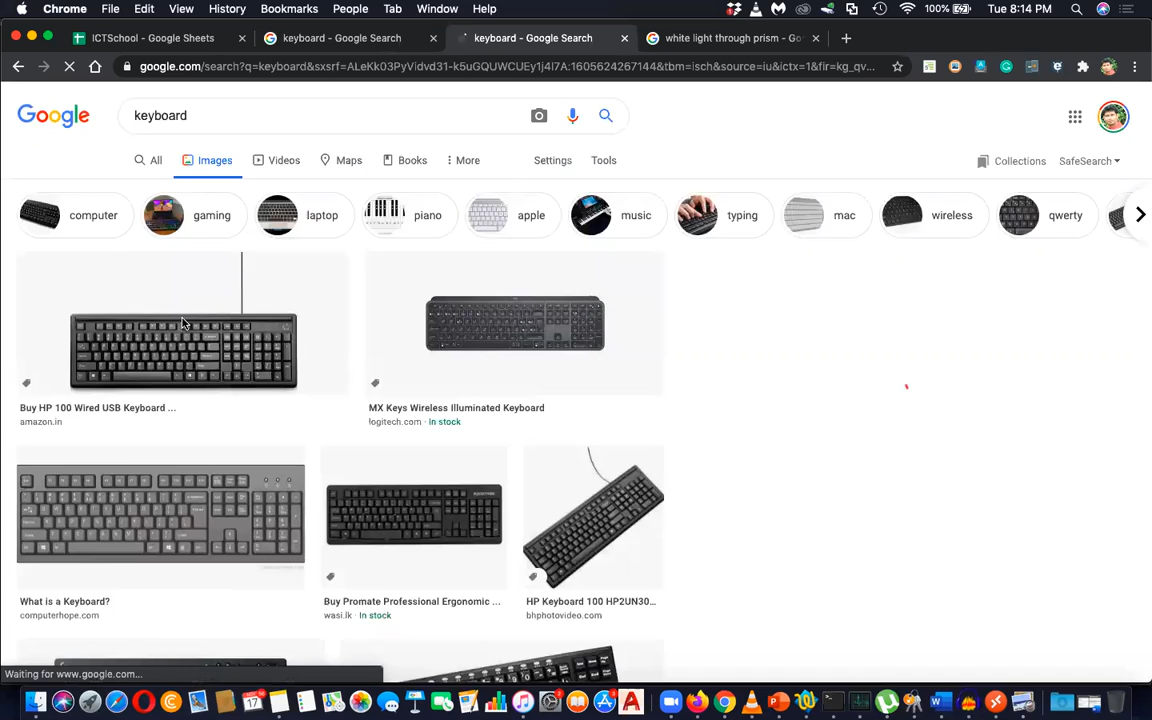 Chrome File Edit View History Bookmarks People Tab Window Help 100% Tue 8:14 PM
ICTSchool - Google Sheets keyboard - Google Search keyboard - Google Search white light through prism - Go
google.com/search?q=keyboard&sxsrf=ALeKk03PyVidvd31-k5uGQUWCUEy1j4l7A:1605624267144&tbm=isch&source=iu&ictx=1&fir=kg_qv...
Google keyboard
All Images Videos Maps Books More Settings Tools Collections SafeSearch
computer gaming laptop piano apple music typing mac wireless qwerty
Buy HP 100 Wired USB Keyboard ... MX Keys Wireless Illuminated Keyboard
amazon.in logitech.com · In stock
What is a Keyboard? Buy Promate Professional Ergonomic ... HP Keyboard 100 HP2UN30...
computerhope.com wasi.lk · In stock bhphotovideo.com
Waiting for www.google.com...